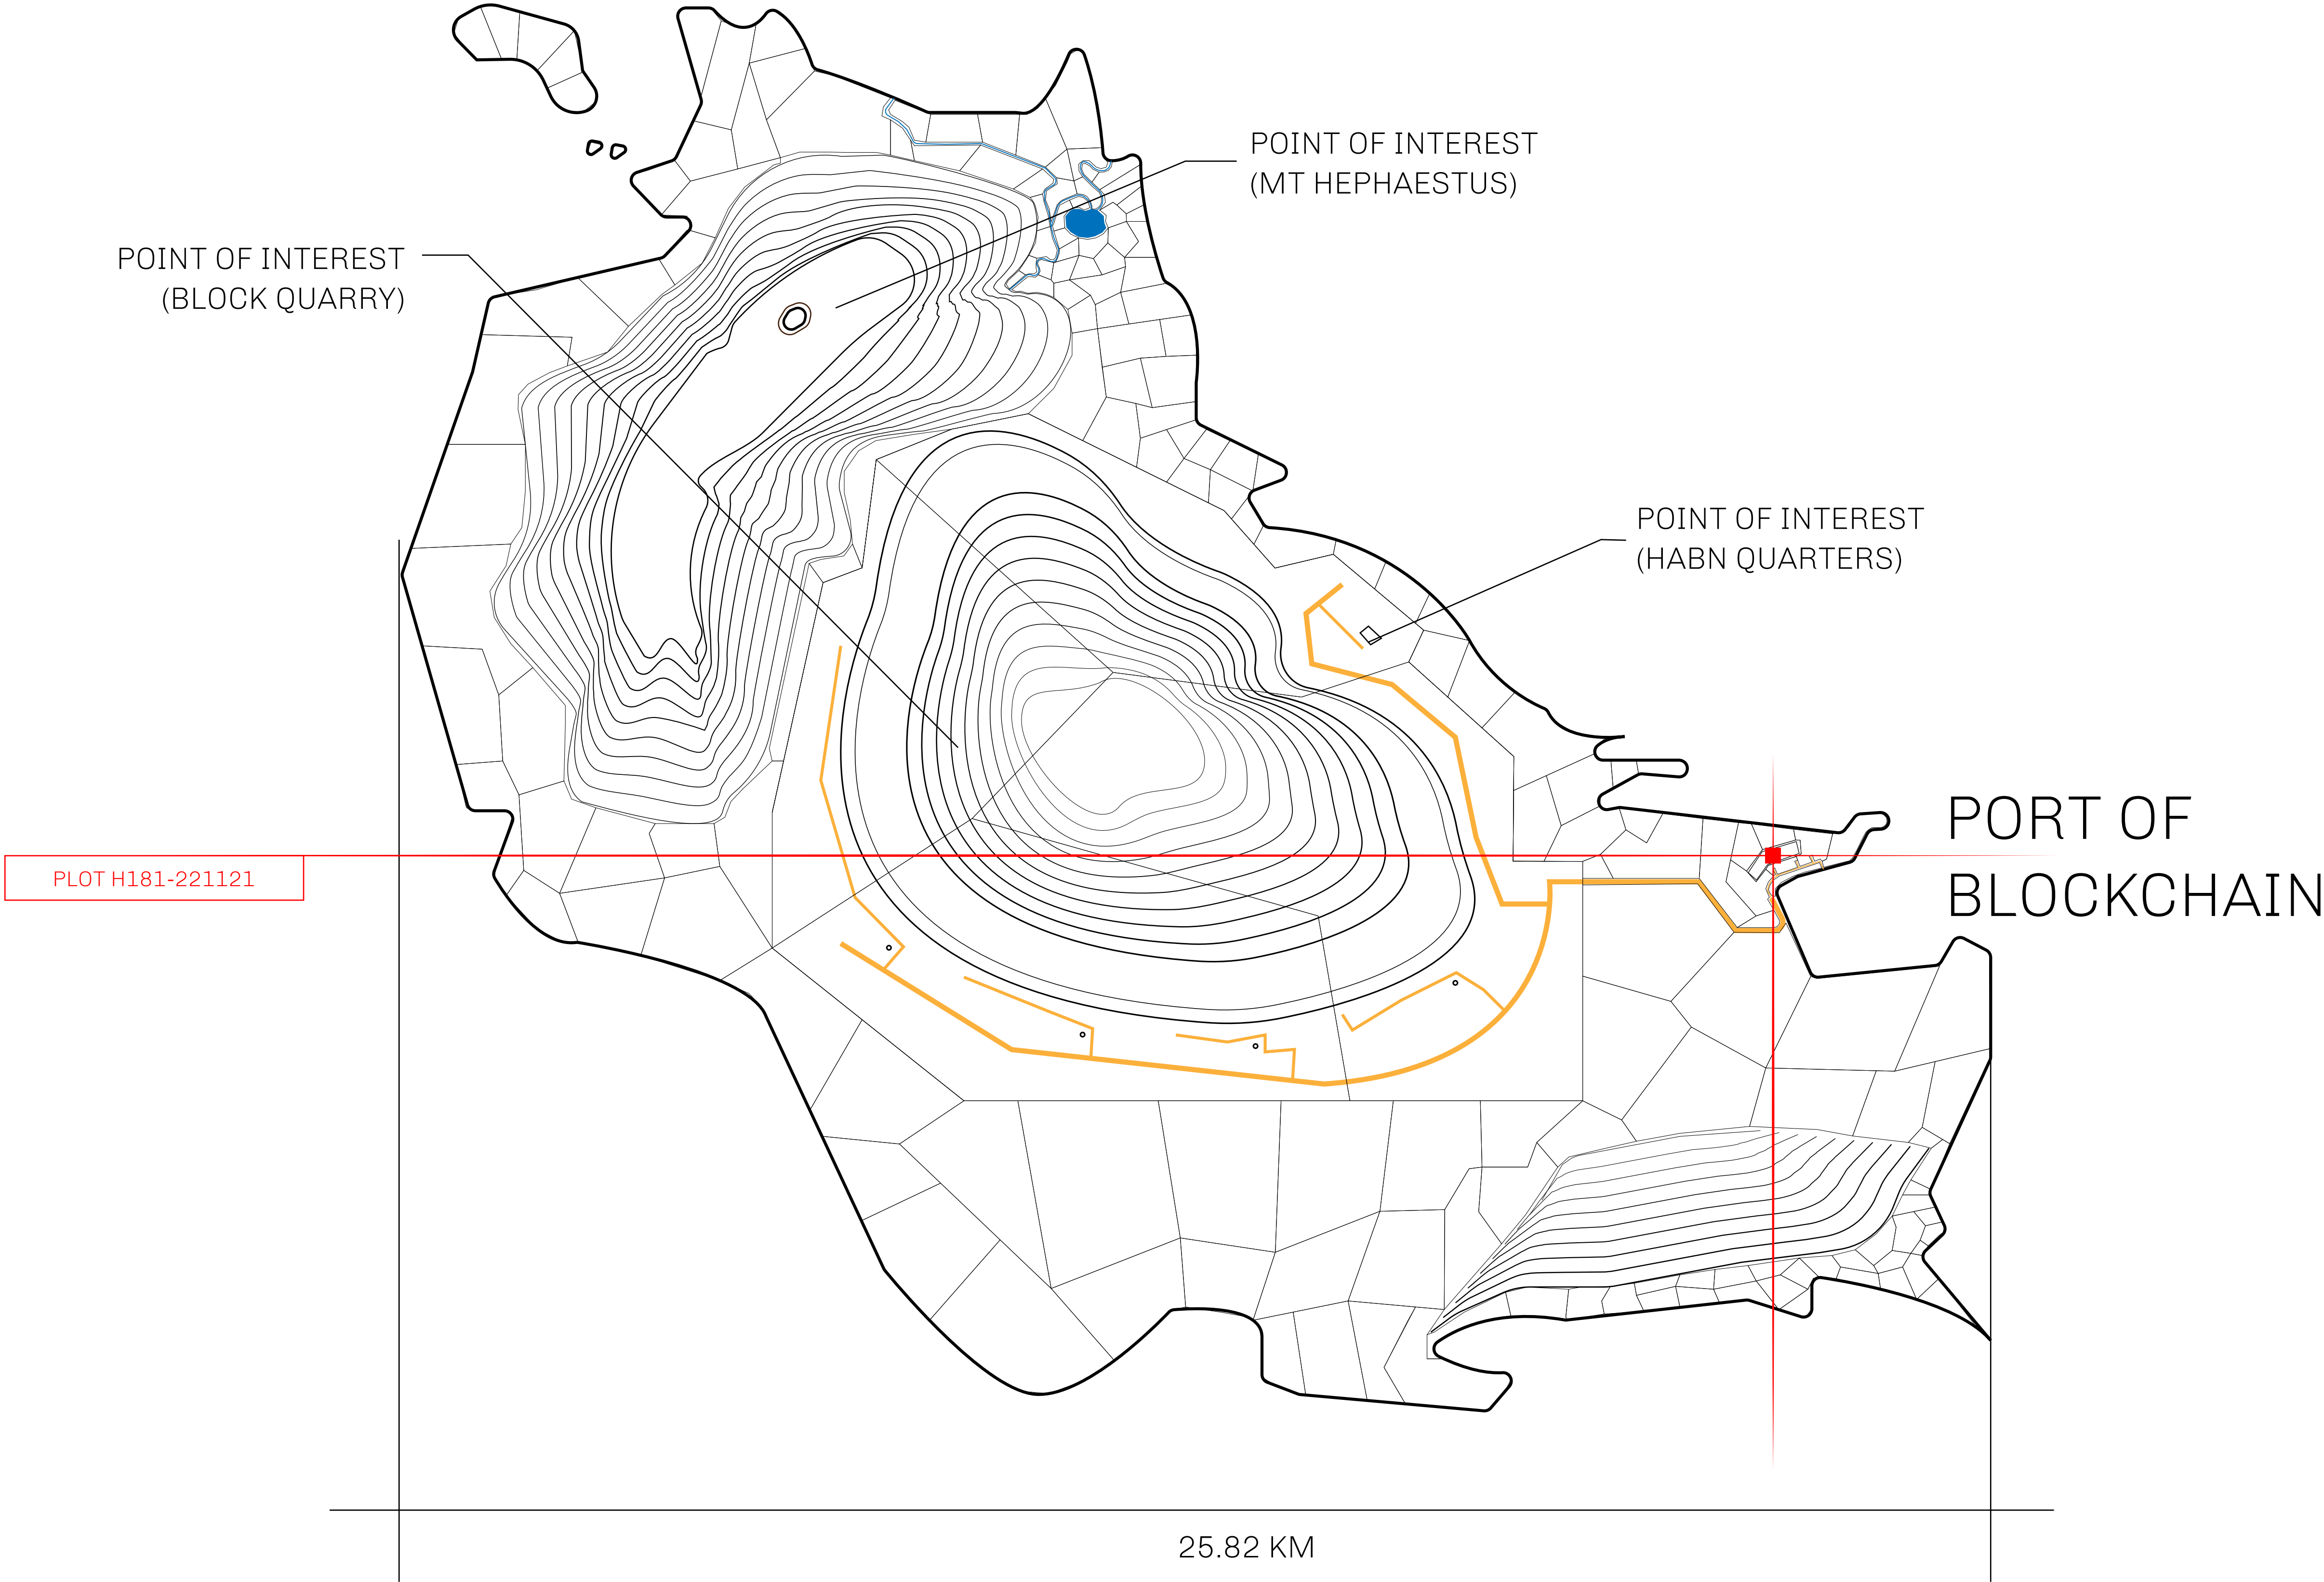 POINT OF INTEREST
(MT HEPHAESTUS)
POINT OF INTEREST
(BLOCK QUARRY)
POINT OF INTEREST
(HABN QUARTERS)
PORT OF
BLOCKCHAIN
PLOT H181-221121
25.82 KM